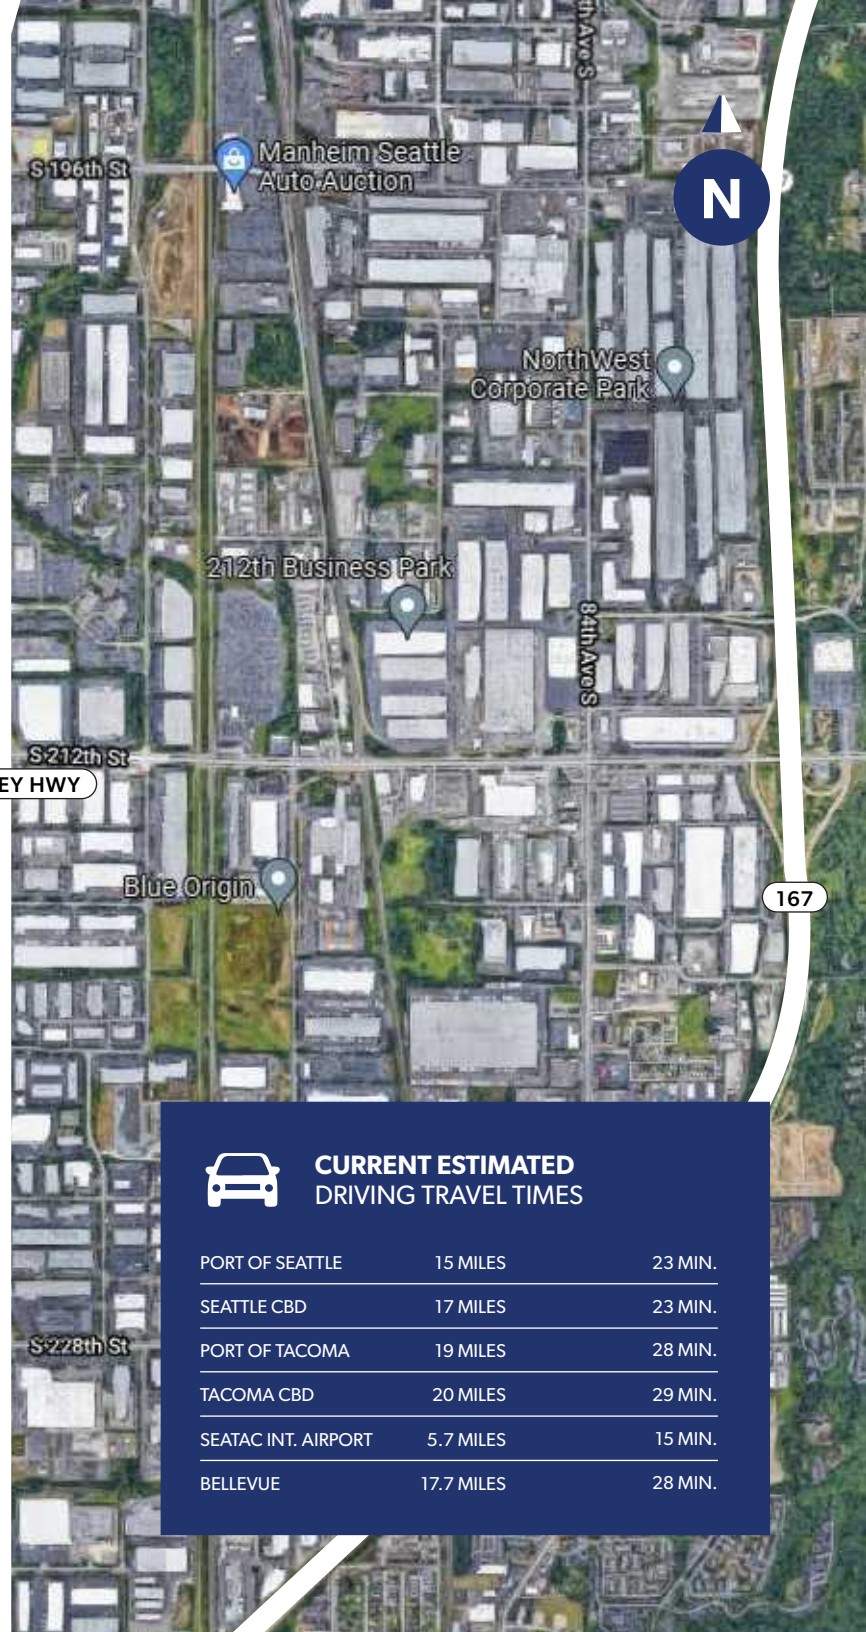 th Ave S
Manheim Seattle
Auto Auction
S 196th St
N
NorthWest
Corporate Park
212th Business Park
84th Ave S
S 212th St
EY HWY
Blue Origin
167
CURRENT ESTIMATED
DRIVING TRAVEL TIMES
PORT OF SEATTLE 15 MILES 23 MIN.
SEATTLE CBD 17 MILES 23 MIN.
PORT OF TACOMA 19 MILES 28 MIN.
TACOMA CBD 20 MILES 29 MIN.
SEATAC INT. AIRPORT 5.7 MILES 15 MIN.
BELLEVUE 17.7 MILES 28 MIN.
S 228th St